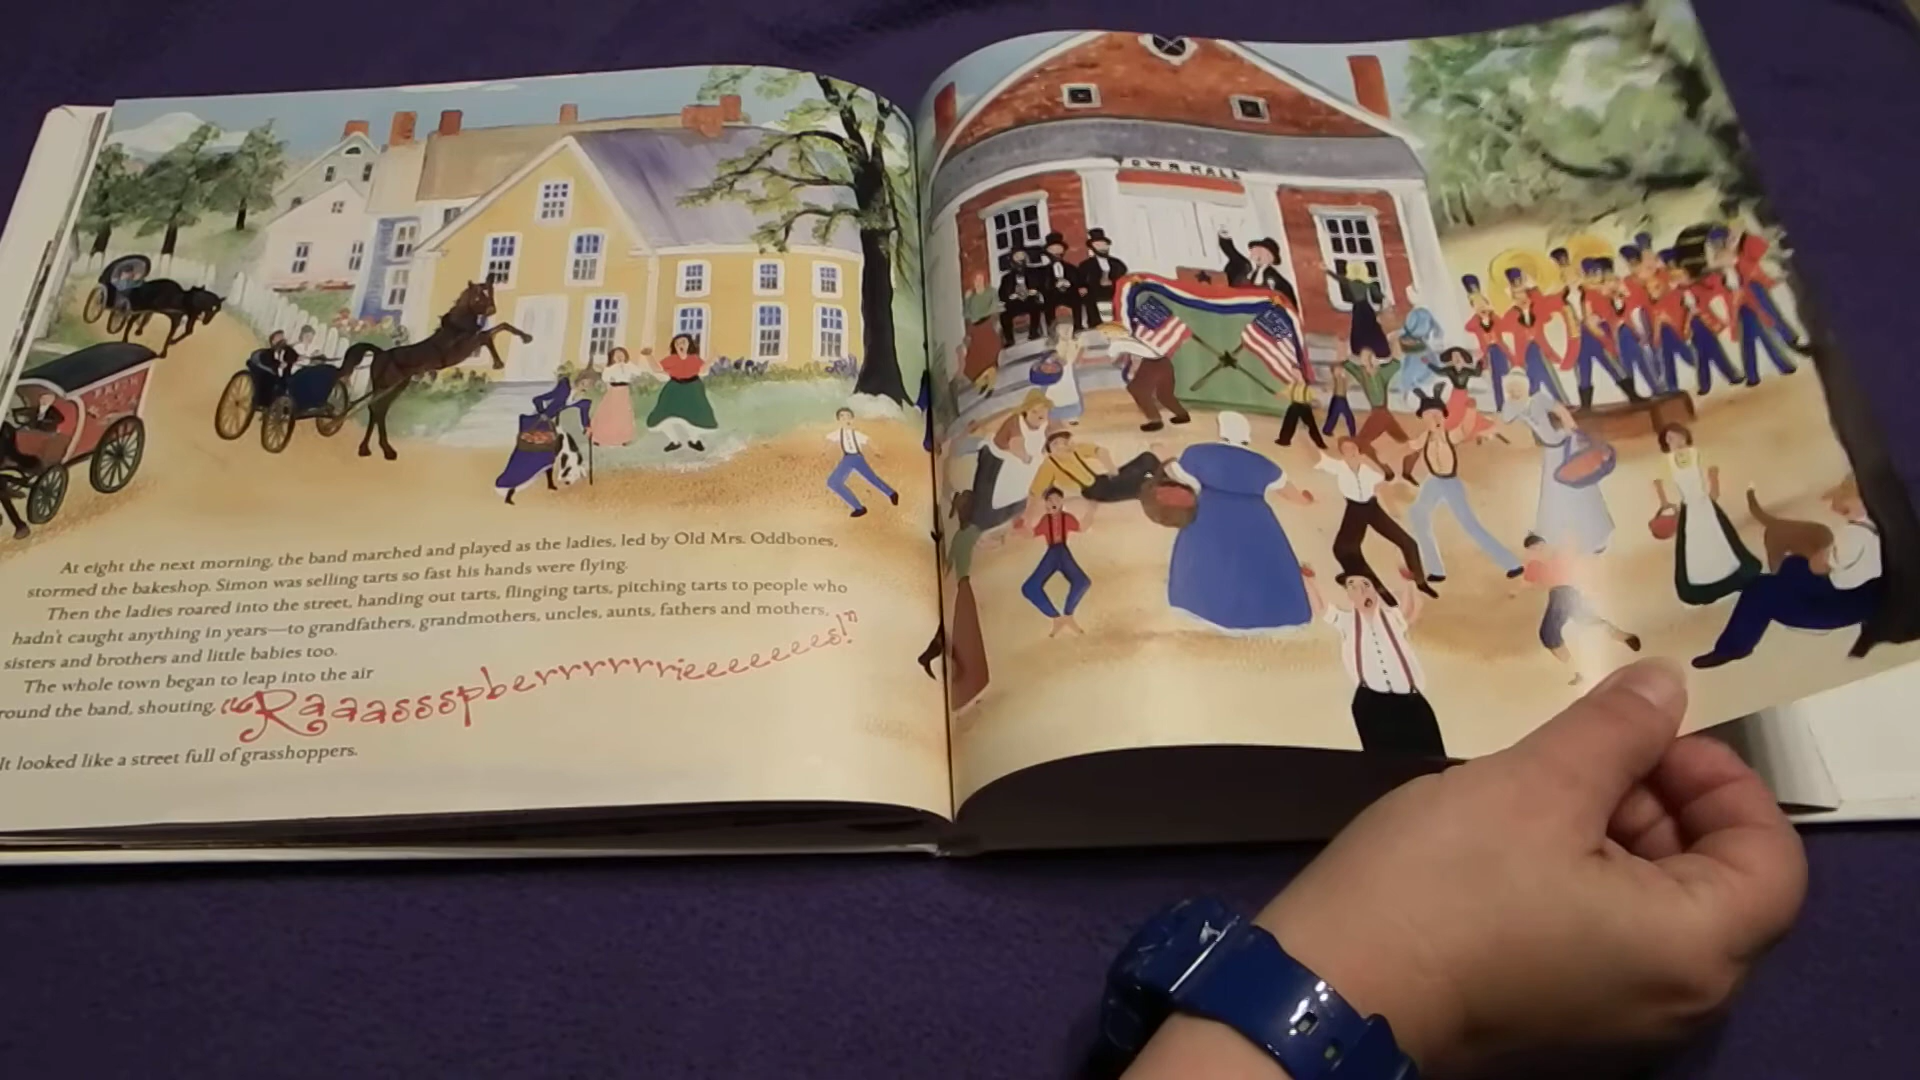 TOWN HALL
At eight the next morning, the band marched and played as the ladies, led by Old Mrs. Oddbones,
stormed the bakeshop. Simon was selling tarts so fast his hands were flying.
Then the ladies roared into the street, handing out tarts, flinging tarts, pitching tarts to people who
hadn't caught anything in years—to grandfathers, grandmothers, uncles, aunts, fathers and mothers,
sisters and brothers and little babies too.
The whole town began to leap into the air
round the band, shouting, "Raaasssspberrrrrrrieeeeeeees!"
It looked like a street full of grasshoppers.